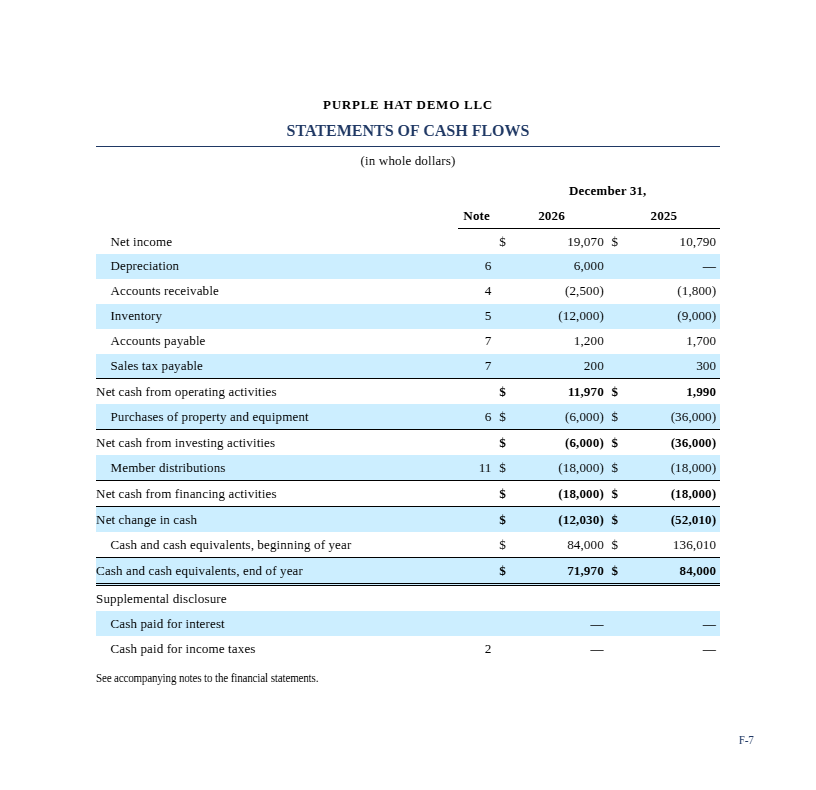 PURPLE HAT DEMO LLC
STATEMENTS OF CASH FLOWS
(in whole dollars)
December 31,
Note 2026 2025
Net income $ 19,070 $ 10,790
Depreciation 6 6,000 —
Accounts receivable 4 (2,500) (1,800)
Inventory 5 (12,000) (9,000)
Accounts payable 7 1,200 1,700
Sales tax payable 7 200 300
Net cash from operating activities $ 11,970 $ 1,990
Purchases of property and equipment 6 $ (6,000) $ (36,000)
Net cash from investing activities $ (6,000) $ (36,000)
Member distributions 11 $ (18,000) $ (18,000)
Net cash from financing activities $ (18,000) $ (18,000)
Net change in cash $ (12,030) $ (52,010)
Cash and cash equivalents, beginning of year $ 84,000 $ 136,010
Cash and cash equivalents, end of year $ 71,970 $ 84,000
Supplemental disclosure
Cash paid for interest — —
Cash paid for income taxes 2 — —
See accompanying notes to the financial statements.
F-7